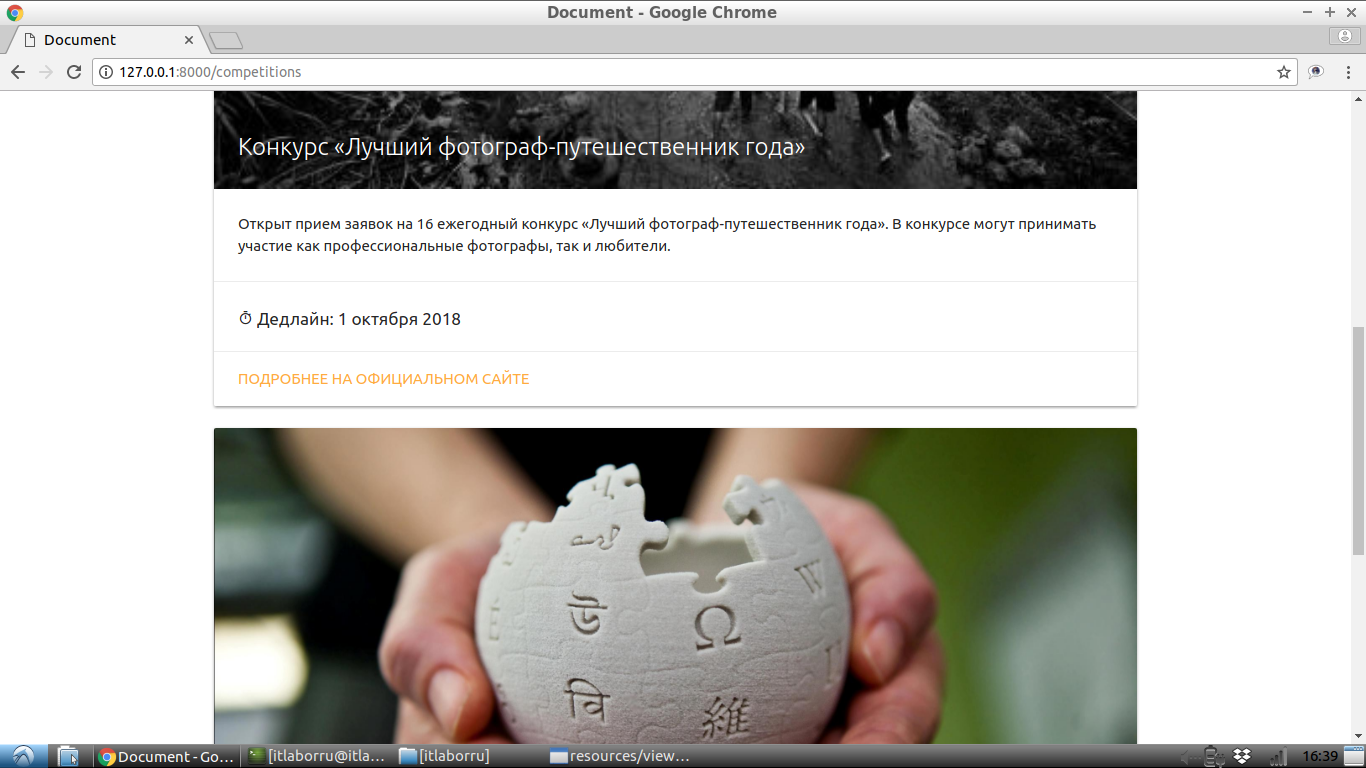 Document - Google Chrome
Document
127.0.0.1:8000/competitions
Конкурс «Лучший фотограф-путешественник года»
Открыт прием заявок на 16 ежегодный конкурс «Лучший фотограф-путешественник года». В конкурсе могут принимать
участие как профессиональные фотографы, так и любители.
Дедлайн: 1 октября 2018
ПОДРОБНЕЕ НА ОФИЦИАЛЬНОМ САЙТЕ
W
Ω
वि
維
Document - Go...
[itlaborru@itla...
[itlaborru]
resources/view...
16:39